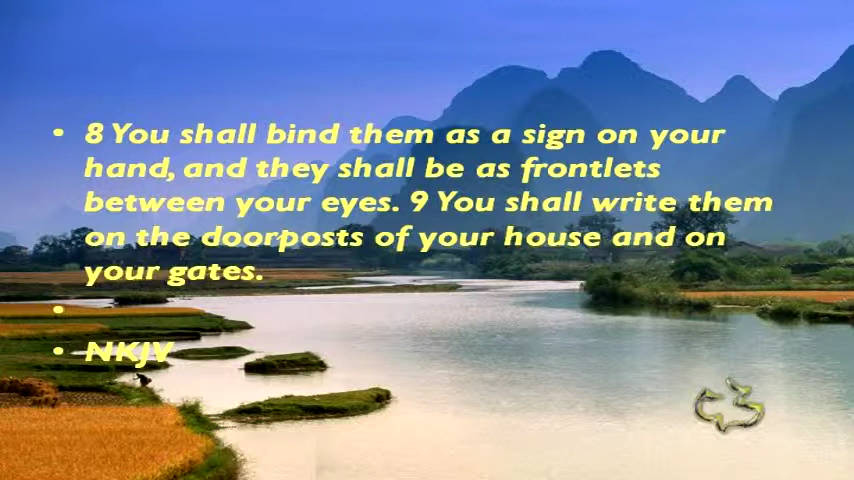 • 8 You shall bind them as a sign on your
hand, and they shall be as frontlets
between your eyes. 9 You shall write them
on the doorposts of your house and on
your gates.
•
• NKJV
c3